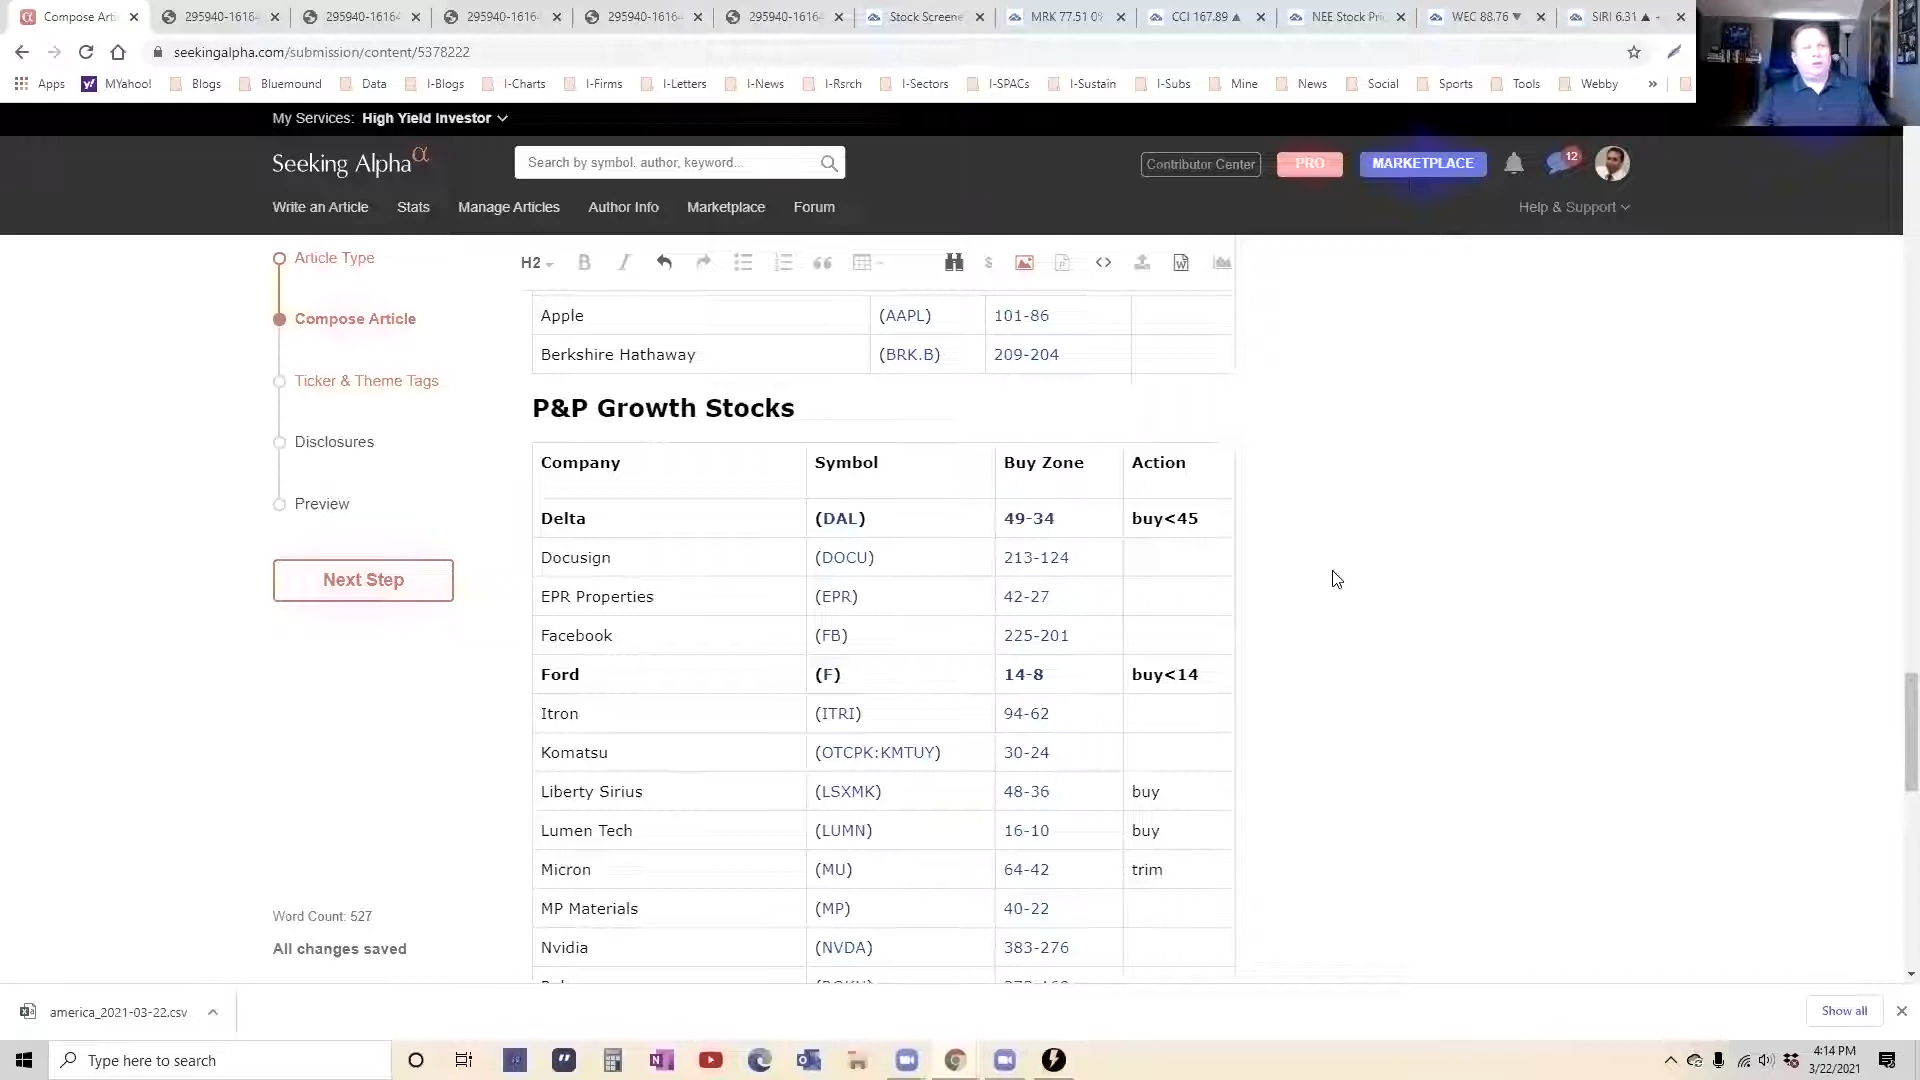 Compose Arti
295940-1616
295940-1616
295940-1616
295940-1616
295940-1616
Stock Screene
MRK 77.51 0%
CCI 167.89 ▲
NEE Stock Pri
WEC 88.76 ▼
SIRI 6.31 ▲
seekingalpha.com/submission/content/5378222
Apps
MYahoo!
Blogs
Bluemound
Data
I-Blogs
I-Charts
I-Firms
I-Letters
I-News
I-Rsrch
I-Sectors
I-SPACs
I-Sustain
I-Subs
Mine
News
Social
Sports
Tools
Webby
»
My Services: High Yield Investor
Seeking Alpha α
Search by symbol, author, keyword...
Contributor Center
PRO
MARKETPLACE
12
Write an Article
Stats
Manage Articles
Author Info
Marketplace
Forum
Help & Support
Article Type
Compose Article
Ticker & Theme Tags
Disclosures
Preview
Next Step
Word Count: 527
All changes saved
H2
Apple (AAPL) 101-86
Berkshire Hathaway (BRK.B) 209-204
P&P Growth Stocks
Company Symbol Buy Zone Action
Delta (DAL) 49-34 buy<45
Docusign (DOCU) 213-124
EPR Properties (EPR) 42-27
Facebook (FB) 225-201
Ford (F) 14-8 buy<14
Itron (ITRI) 94-62
Komatsu (OTCPK:KMTUY) 30-24
Liberty Sirius (LSXMK) 48-36 buy
Lumen Tech (LUMN) 16-10 buy
Micron (MU) 64-42 trim
MP Materials (MP) 40-22
Nvidia (NVDA) 383-276
america_2021-03-22.csv
Show all
Type here to search
4:14 PM
3/22/2021